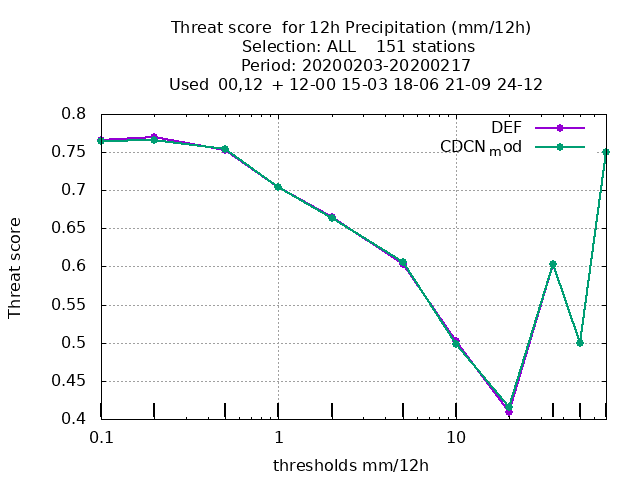 Threat score  for 12h Precipitation (mm/12h)
Selection: ALL    151 stations
Period: 20200203-20200217
Used  00,12  + 12-00 15-03 18-06 21-09 24-12
DEF
CDCN_mod
Threat score
0.8
0.75
0.7
0.65
0.6
0.55
0.5
0.45
0.4
0.1
1
10
thresholds mm/12h